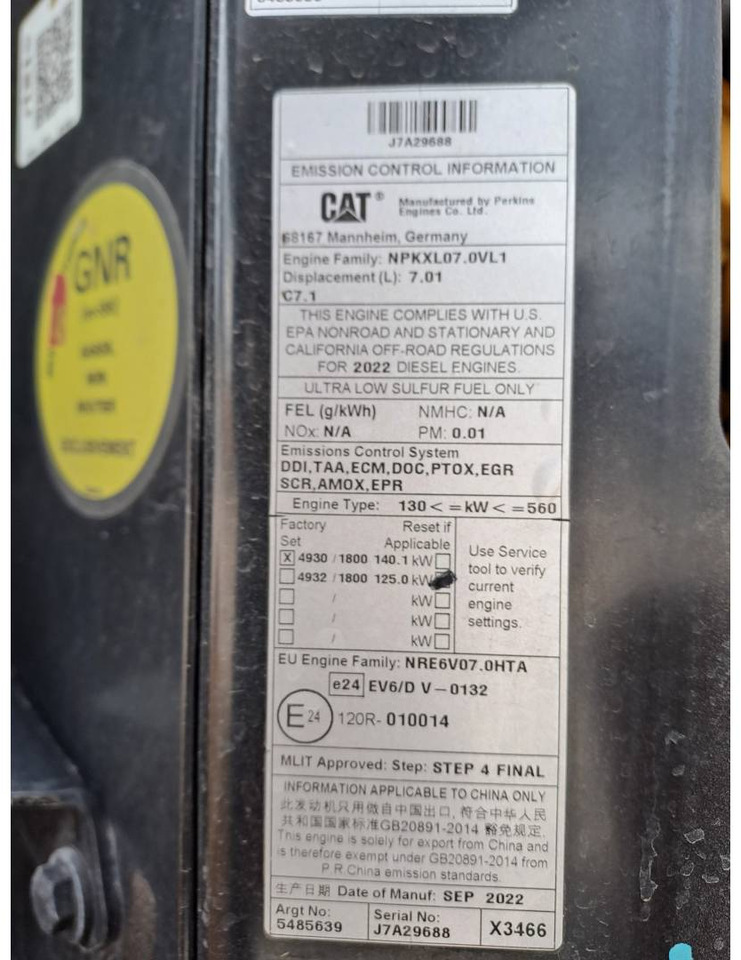 J7A29688
EMISSION CONTROL INFORMATION
CAT® Manufactured by Perkins
Engines Co. Ltd.
68167 Mannheim, Germany
Engine Family: NPKXL07.0VL1
Displacement (L): 7.01
C7.1
THIS ENGINE COMPLIES WITH U.S.
EPA NONROAD AND STATIONARY AND
CALIFORNIA OFF-ROAD REGULATIONS
FOR 2022 DIESEL ENGINES.
ULTRA LOW SULFUR FUEL ONLY
FEL (g/kWh) NMHC: N/A
NOx: N/A PM: 0.01
Emissions Control System
DDI,TAA,ECM,DOC,PTOX,EGR
SCR,AMOX,EPR
Engine Type: 130 < =kW < =560
Factory Set
Reset if Applicable
X 4930 /1800 140.1 kW
4932 /1800 125.0 kW
/ kW
/ kW
/ kW
Use Service
tool to verify
current
engine
settings.
EU Engine Family: NRE6V07.0HTA
e24 EV6/D V-0132
E24 120R-010014
MLIT Approved: Step: STEP 4 FINAL
INFORMATION APPLICABLE TO CHINA ONLY
此发动机只用做自中国出口, 符合中华人民
共和国国家标准GB20891-2014 豁免规定.
This engine is solely for export from China and
is therefore exempt under GB20891-2014 from
P.R.China emission standards.
生产日期 Date of Manuf: SEP 2022
Argt No:
5485639
Serial No:
J7A29688
X3466
GNR